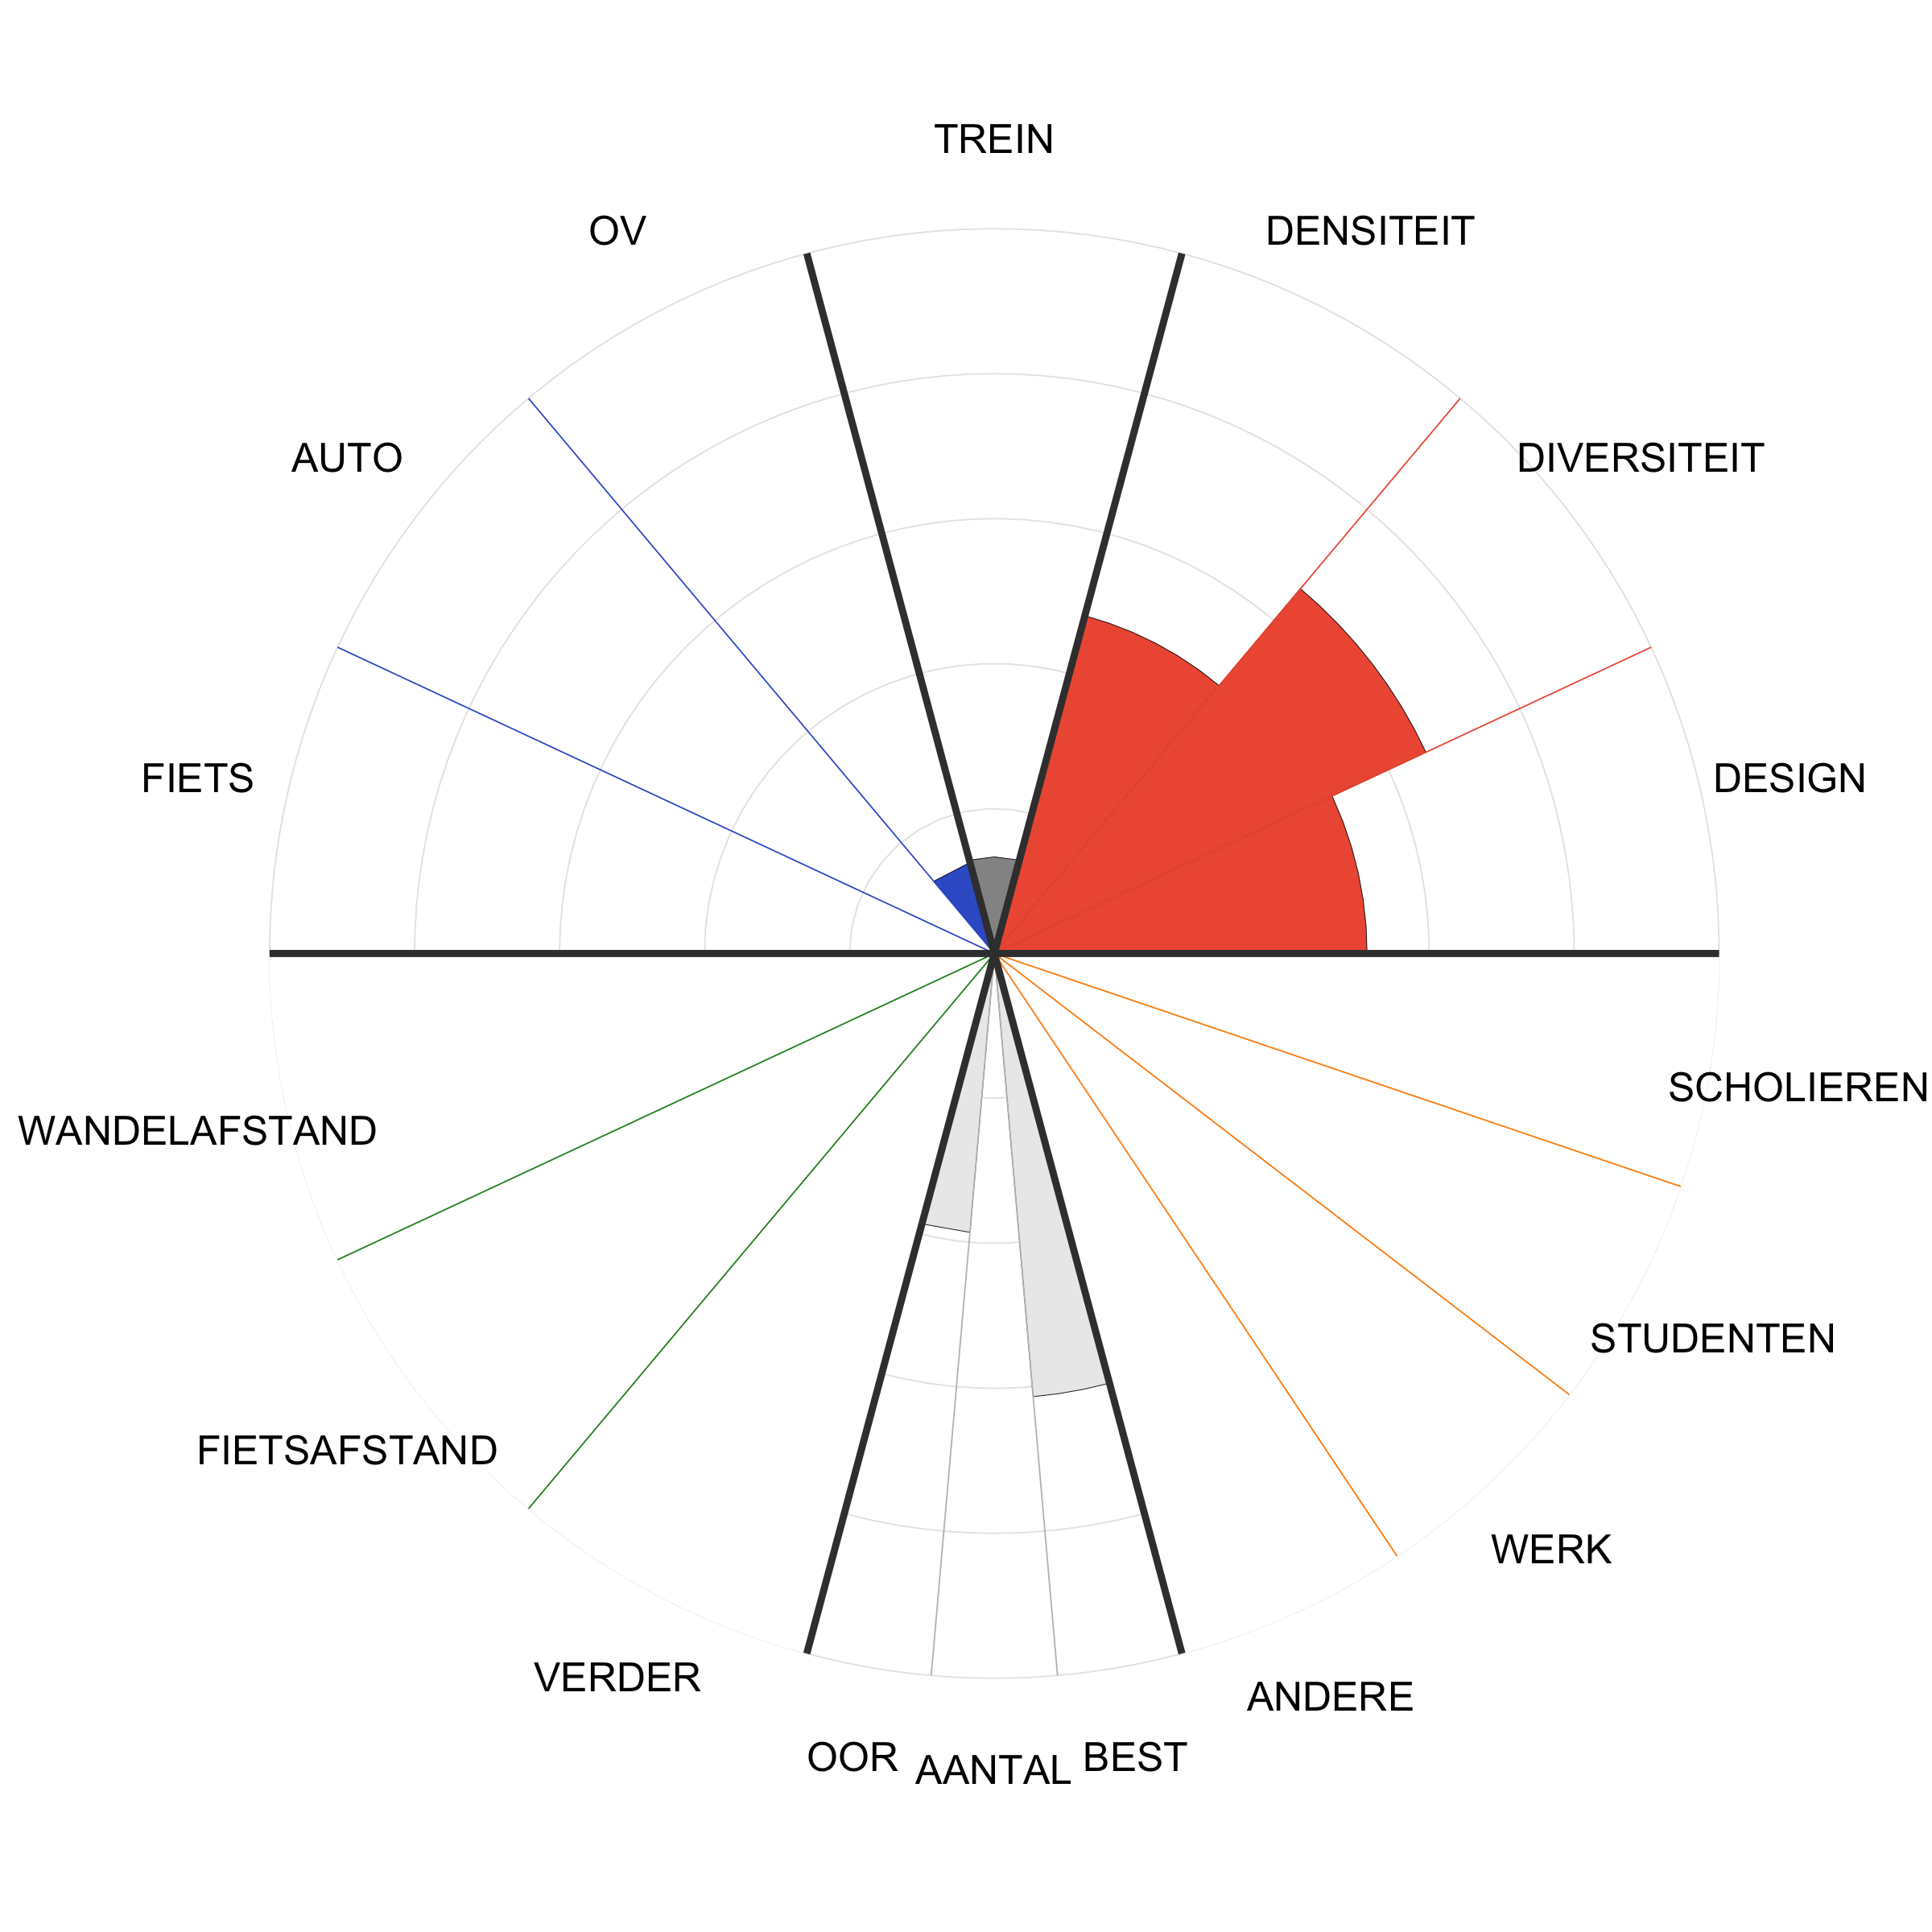 TREIN
OV
DENSITEIT
AUTO
DIVERSITEIT
FIETS
DESIGN
SCHOLIEREN
WANDELAFSTAND
STUDENTEN
FIETSAFSTAND
WERK
VERDER
ANDERE
OOR
AANTAL
BEST